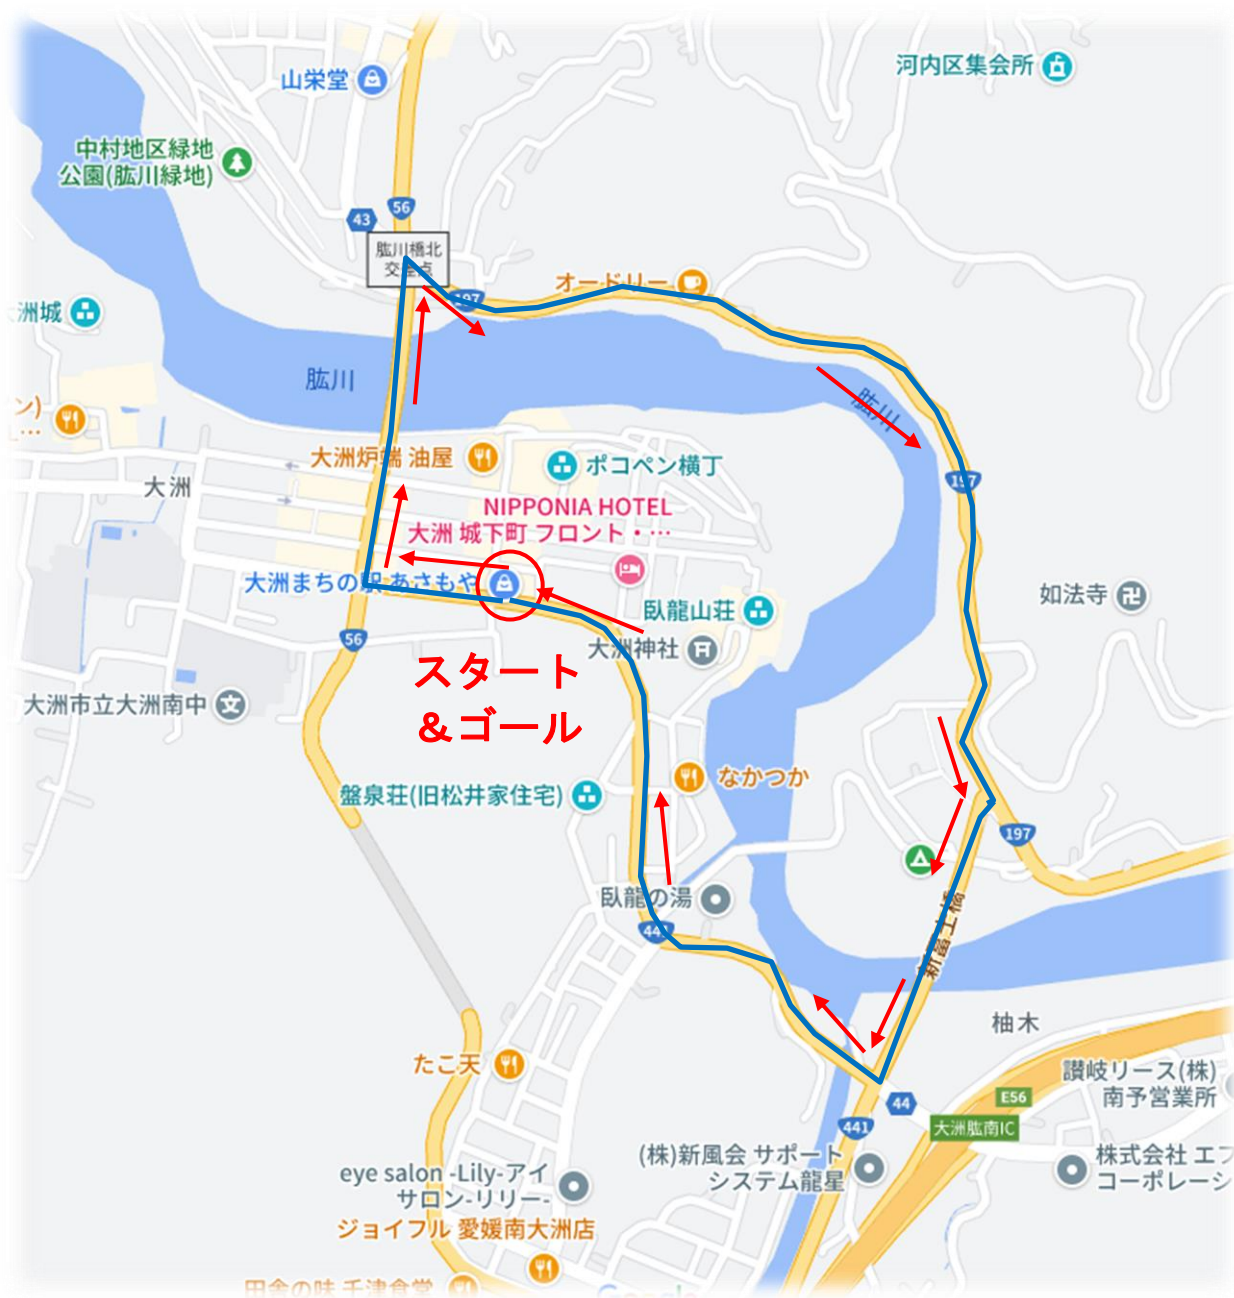 河内区集会所
山栄堂
中村地区緑地
公園(肱川緑地)
56
43
肱川橋北
交差点
197
オードリー
洲城
肱川
肱川
大洲炉端 油屋
ポコペン横丁
大洲
197
NIPPONIA HOTEL
大洲 城下町 フロント・…
大洲まちの駅 あさもや
臥龍山荘
如法寺
56
大洲神社
スタート
&ゴール
大洲市立大洲南中
なかつか
盤泉荘(旧松井家住宅)
197
臥龍の湯
新冨士橋
柚木
たこ天
讃岐リース(株)
南予営業所
E56
44
441
大洲肱南IC
(株)新風会 サポート
システム龍星
株式会社 エフ
コーポレーシ
eye salon -Lily-アイ
サロン-リリー-
ジョイフル 愛媛南大洲店